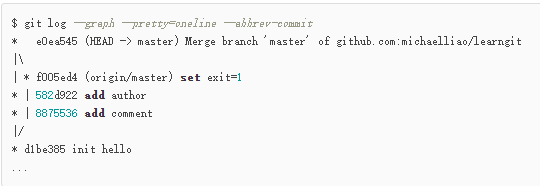 $ git log --graph --pretty=oneline --abbrev-commit
*   e0ea545 (HEAD -> master) Merge branch 'master' of github.com:michaelliao/learngit
|\
| * f005ed4 (origin/master) set exit=1
* | 582d922 add author
* | 8875536 add comment
|/
* d1be385 init hello
...